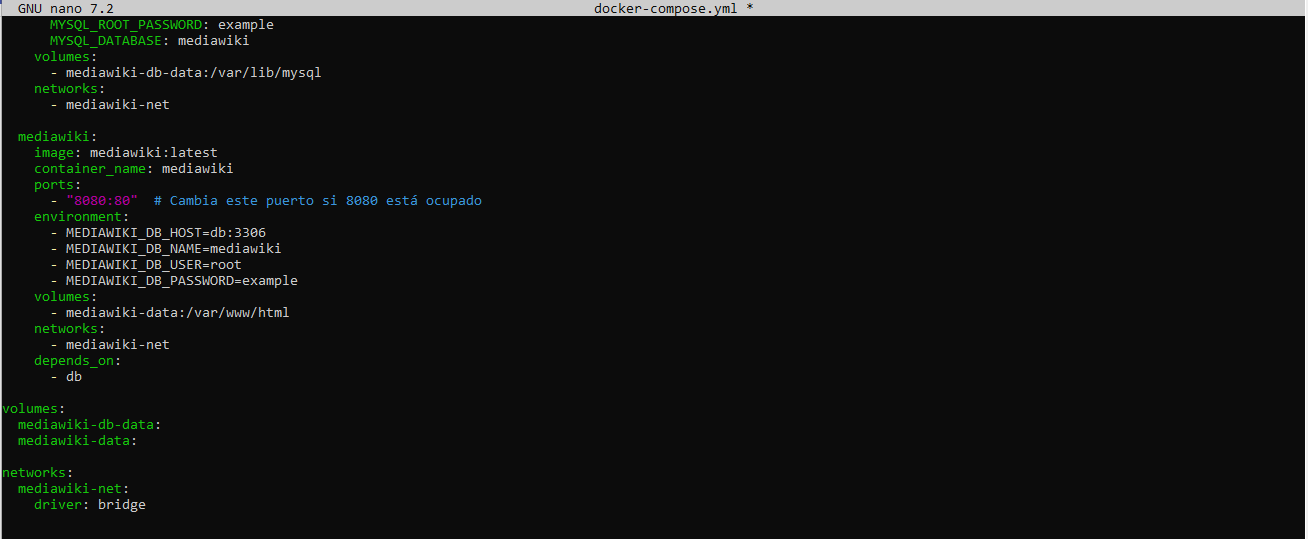 GNU nano 7.2 docker-compose.yml *
MYSQL_ROOT_PASSWORD: example
MYSQL_DATABASE: mediawiki
volumes:
- mediawiki-db-data:/var/lib/mysql
networks:
- mediawiki-net
mediawiki:
image: mediawiki:latest
container_name: mediawiki
ports:
- "8080:80"  # Cambia este puerto si 8080 está ocupado
environment:
- MEDIAWIKI_DB_HOST=db:3306
- MEDIAWIKI_DB_NAME=mediawiki
- MEDIAWIKI_DB_USER=root
- MEDIAWIKI_DB_PASSWORD=example
volumes:
- mediawiki-data:/var/www/html
networks:
- mediawiki-net
depends_on:
- db
volumes:
mediawiki-db-data:
mediawiki-data:
networks:
mediawiki-net:
driver: bridge